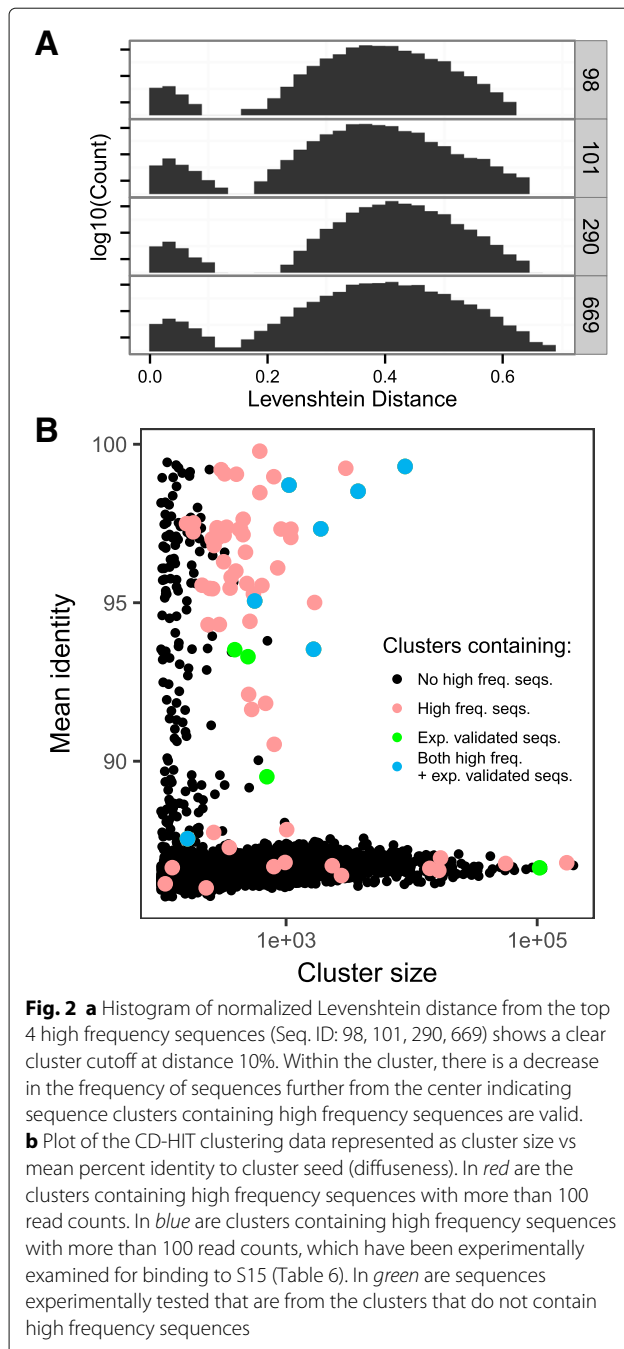 A
log10(Count)
98
101
290
669
0.0 0.2 0.4 0.6
Levenshtein Distance
B
Mean identity
100
95
90
Clusters containing:
No high freq. seqs.
High freq. seqs.
Exp. validated seqs.
Both high freq.
+ exp. validated seqs.
1e+03 1e+05
Cluster size
Fig. 2 a Histogram of normalized Levenshtein distance from the top
4 high frequency sequences (Seq. ID: 98, 101, 290, 669) shows a clear
cluster cutoff at distance 10%. Within the cluster, there is a decrease
in the frequency of sequences further from the center indicating
sequence clusters containing high frequency sequences are valid.
b Plot of the CD-HIT clustering data represented as cluster size vs
mean percent identity to cluster seed (diffuseness). In red are the
clusters containing high frequency sequences with more than 100
read counts. In blue are clusters containing high frequency sequences
with more than 100 read counts, which have been experimentally
examined for binding to S15 (Table 6). In green are sequences
experimentally tested that are from the clusters that do not contain
high frequency sequences